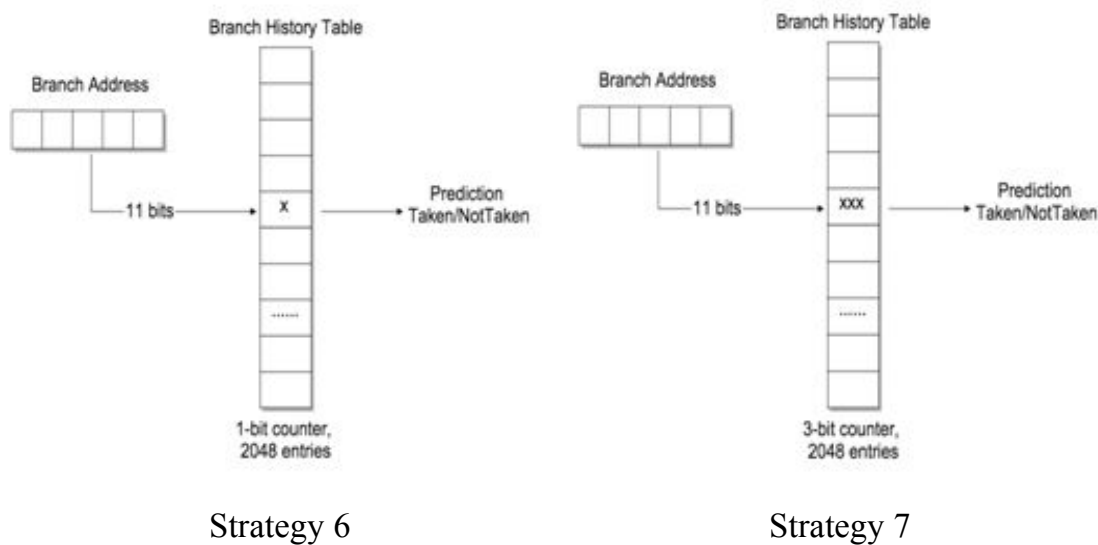 Branch History Table
Branch Address
11 bits
X
Prediction
Taken/NotTaken
......
1-bit counter,
2048 entries
Strategy 6
Branch History Table
Branch Address
11 bits
XXX
Prediction
Taken/NotTaken
......
3-bit counter,
2048 entries
Strategy 7